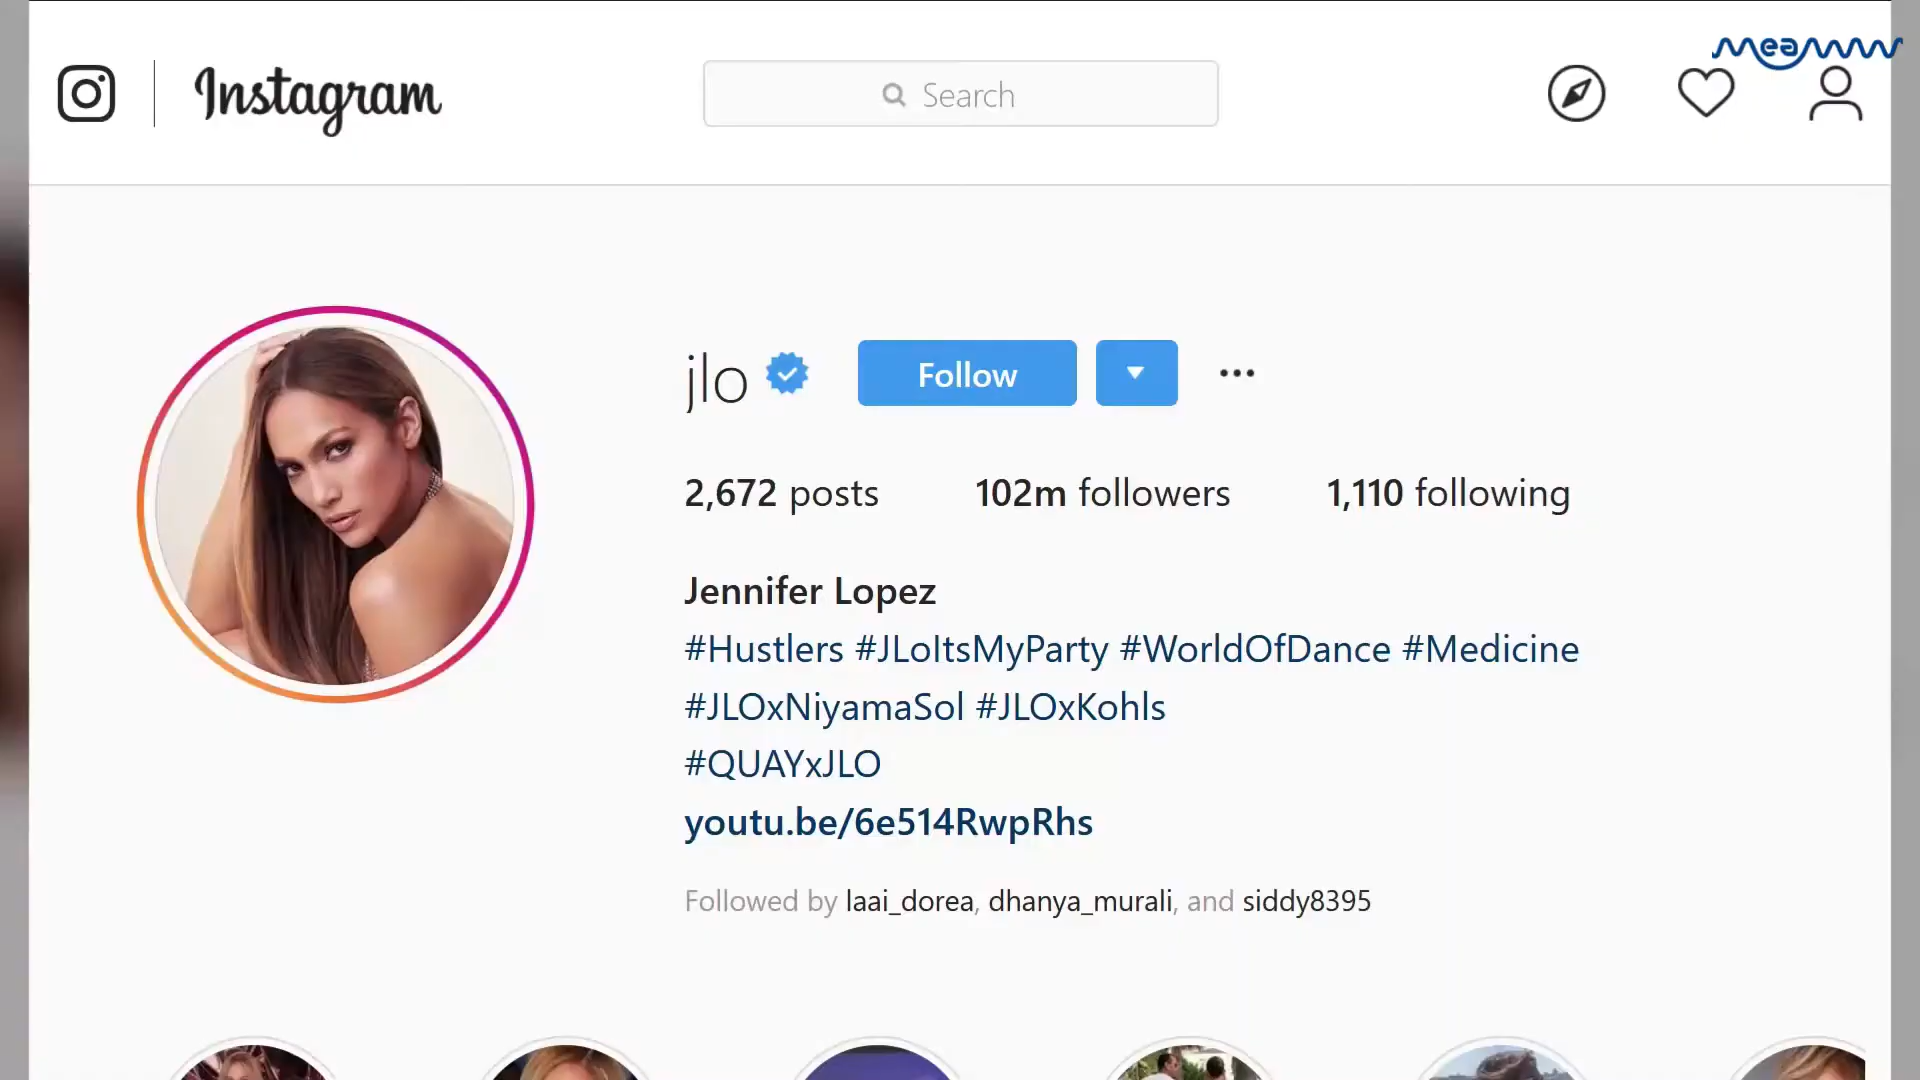 meaww
Instagram
Search
jlo
Follow
2,672 posts 102m followers 1,110 following
Jennifer Lopez
#Hustlers #JLoItsMyParty #WorldOfDance #Medicine
#JLOxNiyamaSol #JLOxKohls
#QUAYxJLO
youtu.be/6e514RwpRhs
Followed by laai_dorea, dhanya_murali, and siddy8395